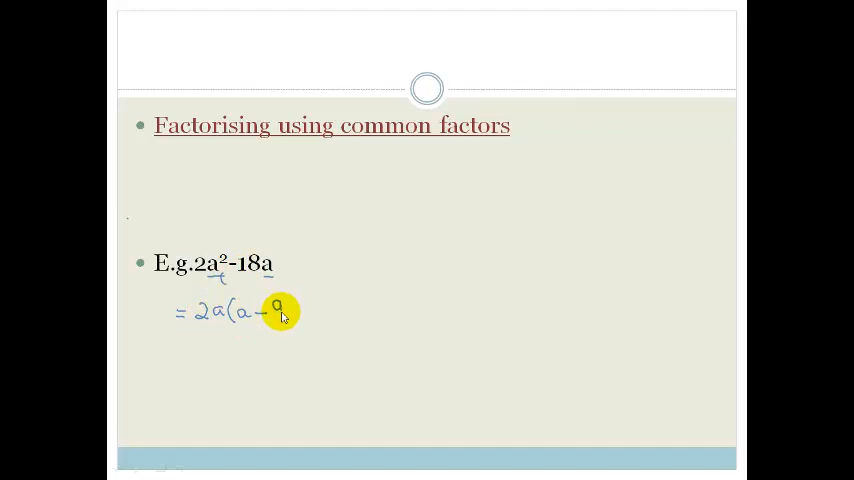 Factorising using common factors
E.g.2a²-18a
= 2a(a - 9